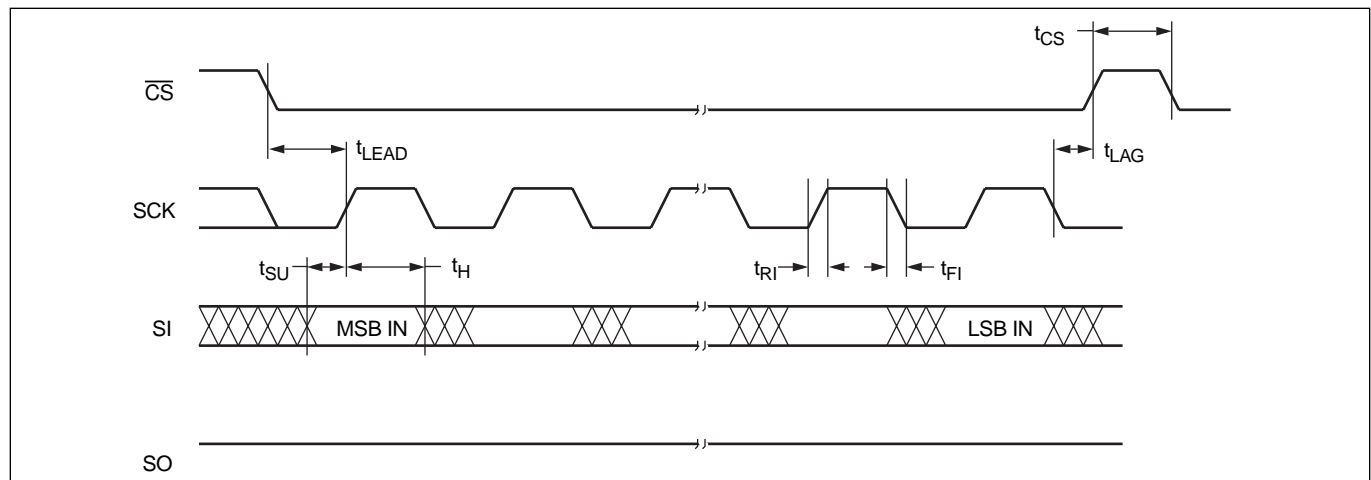 tCS
CS
tLEAD
tLAG
SCK
tSU
tH
tRI
tFI
SI
MSB IN
LSB IN
SO